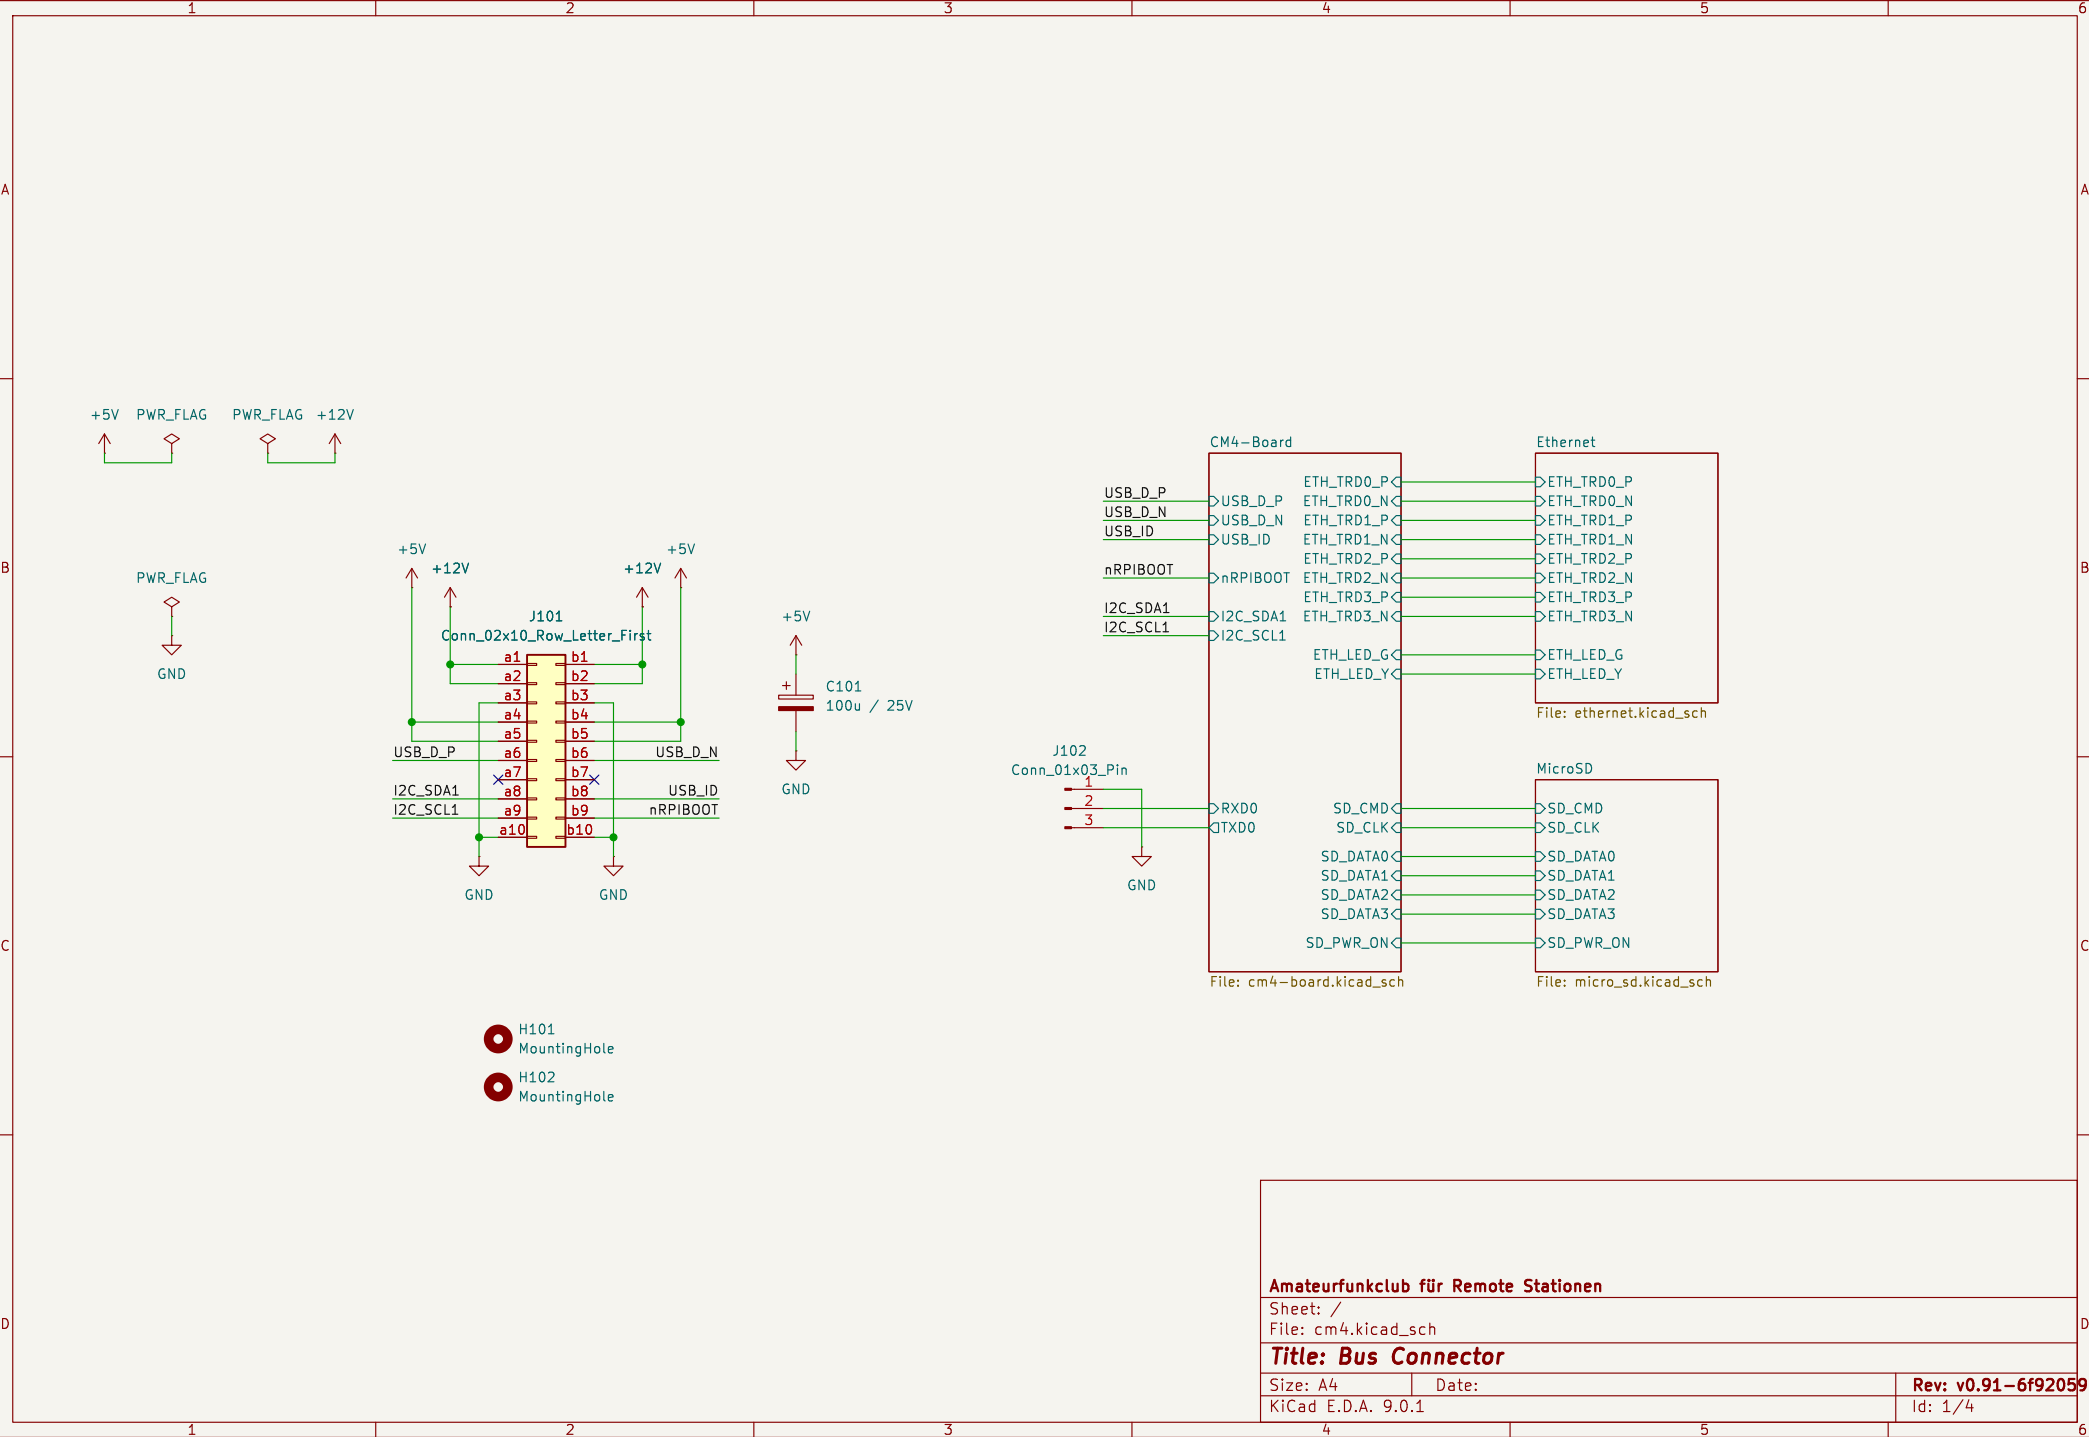 1 2 3 4 5 6
A A
B B
C C
D D
+5V PWR_FLAG PWR_FLAG +12V
PWR_FLAG
GND
+5V +5V
+12V +12V
J101
Conn_02x10_Row_Letter_First
a1 b1
a2 b2
a3 b3
a4 b4
a5 b5
USB_D_P a6 b6 USB_D_N
a7 b7
I2C_SDA1 a8 b8 USB_ID
I2C_SCL1 a9 b9 nRPIBOOT
a10 b10
GND GND
+5V
+
C101
100u / 25V
GND
H101
MountingHole
H102
MountingHole
J102
Conn_01x03_Pin
1
2
3
GND
CM4-Board
USB_D_P USB_D_P
USB_D_N USB_D_N
USB_ID USB_ID
nRPIBOOT nRPIBOOT
I2C_SDA1 I2C_SDA1
I2C_SCL1 I2C_SCL1
RXD0
TXD0
ETH_TRD0_P
ETH_TRD0_N
ETH_TRD1_P
ETH_TRD1_N
ETH_TRD2_P
ETH_TRD2_N
ETH_TRD3_P
ETH_TRD3_N
ETH_LED_G
ETH_LED_Y
SD_CMD
SD_CLK
SD_DATA0
SD_DATA1
SD_DATA2
SD_DATA3
SD_PWR_ON
File: cm4-board.kicad_sch
Ethernet
ETH_TRD0_P
ETH_TRD0_N
ETH_TRD1_P
ETH_TRD1_N
ETH_TRD2_P
ETH_TRD2_N
ETH_TRD3_P
ETH_TRD3_N
ETH_LED_G
ETH_LED_Y
File: ethernet.kicad_sch
MicroSD
SD_CMD
SD_CLK
SD_DATA0
SD_DATA1
SD_DATA2
SD_DATA3
SD_PWR_ON
File: micro_sd.kicad_sch
Amateurfunkclub für Remote Stationen
Sheet: /
File: cm4.kicad_sch
Title: Bus Connector
Size: A4 Date: Rev: v0.91-6f92059
KiCad E.D.A. 9.0.1 Id: 1/4
1 2 3 4 5 6